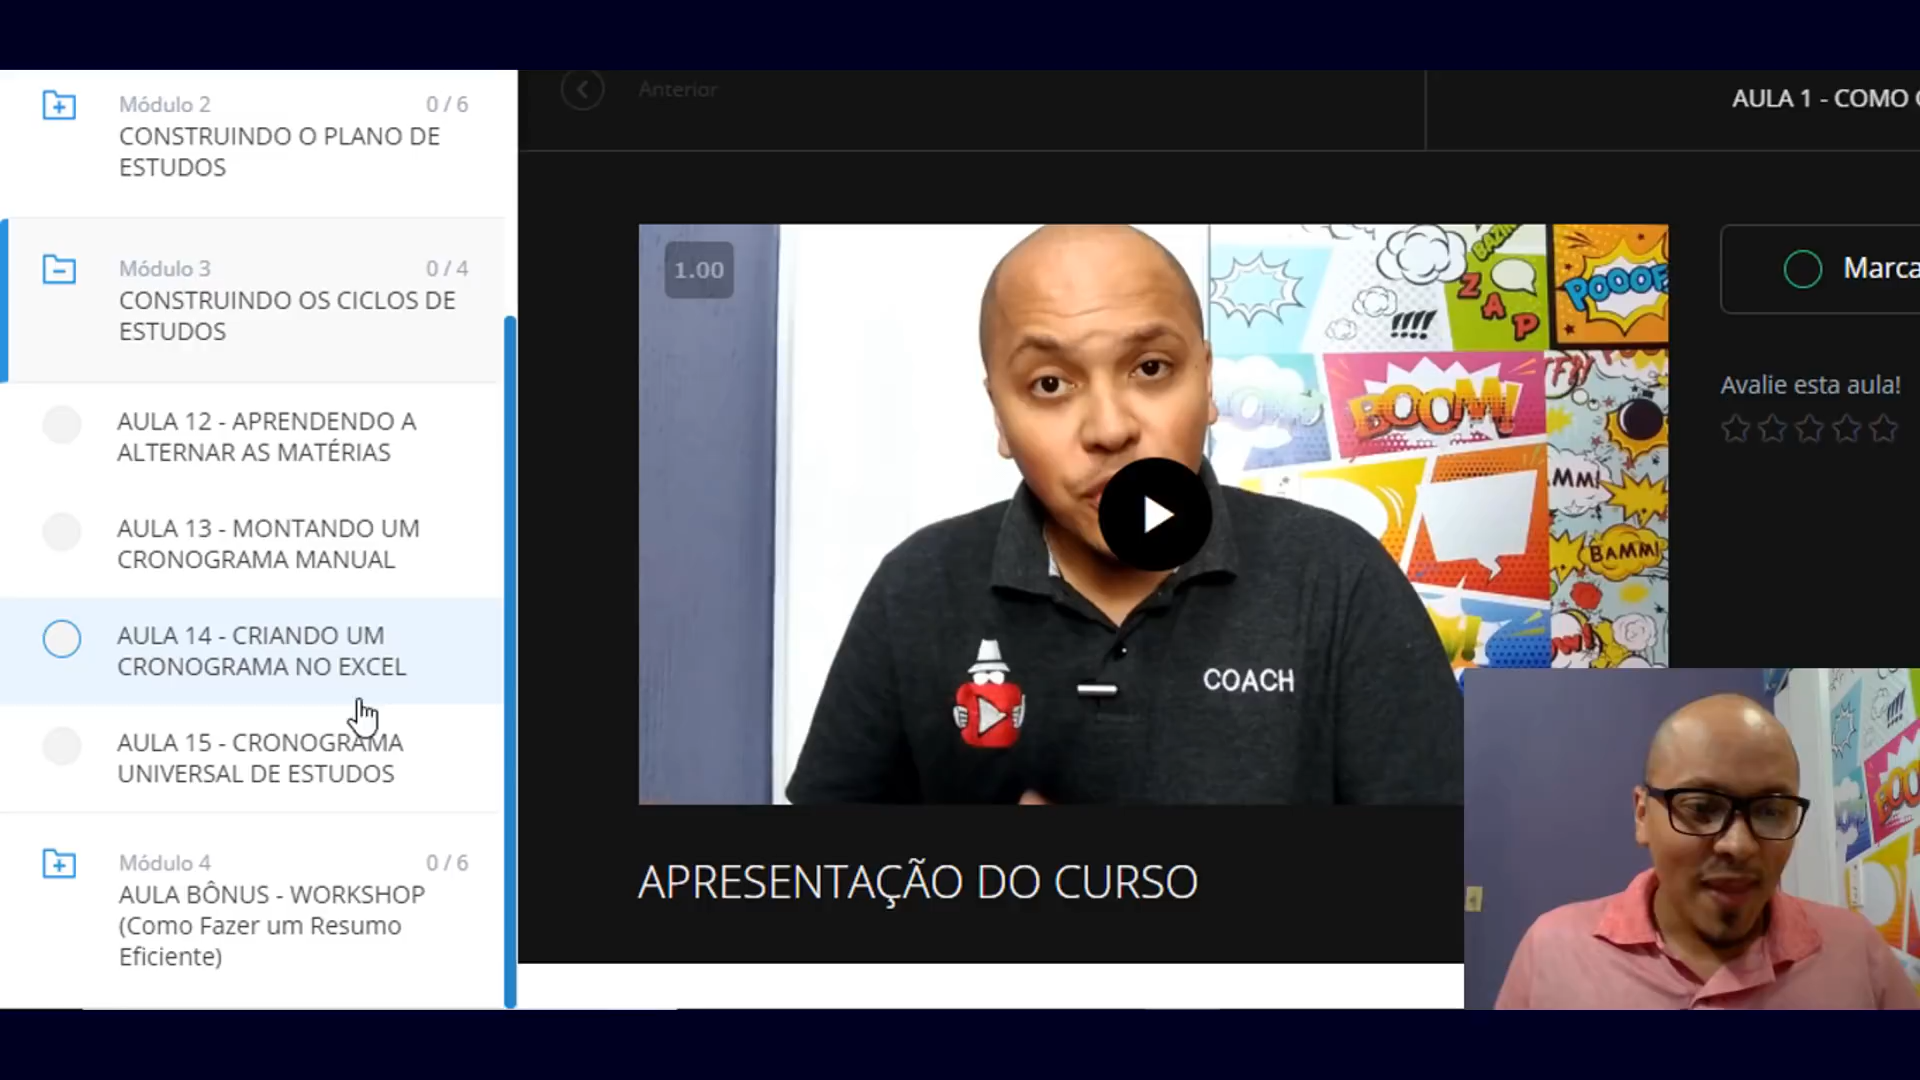 Módulo 2 0 / 6
CONSTRUINDO O PLANO DE
ESTUDOS
Módulo 3 0 / 4
CONSTRUINDO OS CICLOS DE
ESTUDOS
AULA 12 - APRENDENDO A
ALTERNAR AS MATÉRIAS
AULA 13 - MONTANDO UM
CRONOGRAMA MANUAL
AULA 14 - CRIANDO UM
CRONOGRAMA NO EXCEL
AULA 15 - CRONOGRAMA
UNIVERSAL DE ESTUDOS
Módulo 4 0 / 6
AULA BÔNUS - WORKSHOP
(Como Fazer um Resumo
Eficiente)
Anterior
AULA 1 - COMO
1.00
ZAP
POOOF
BOOM!
BAMM!
COACH
Marca
Avalie esta aula!
APRESENTAÇÃO DO CURSO